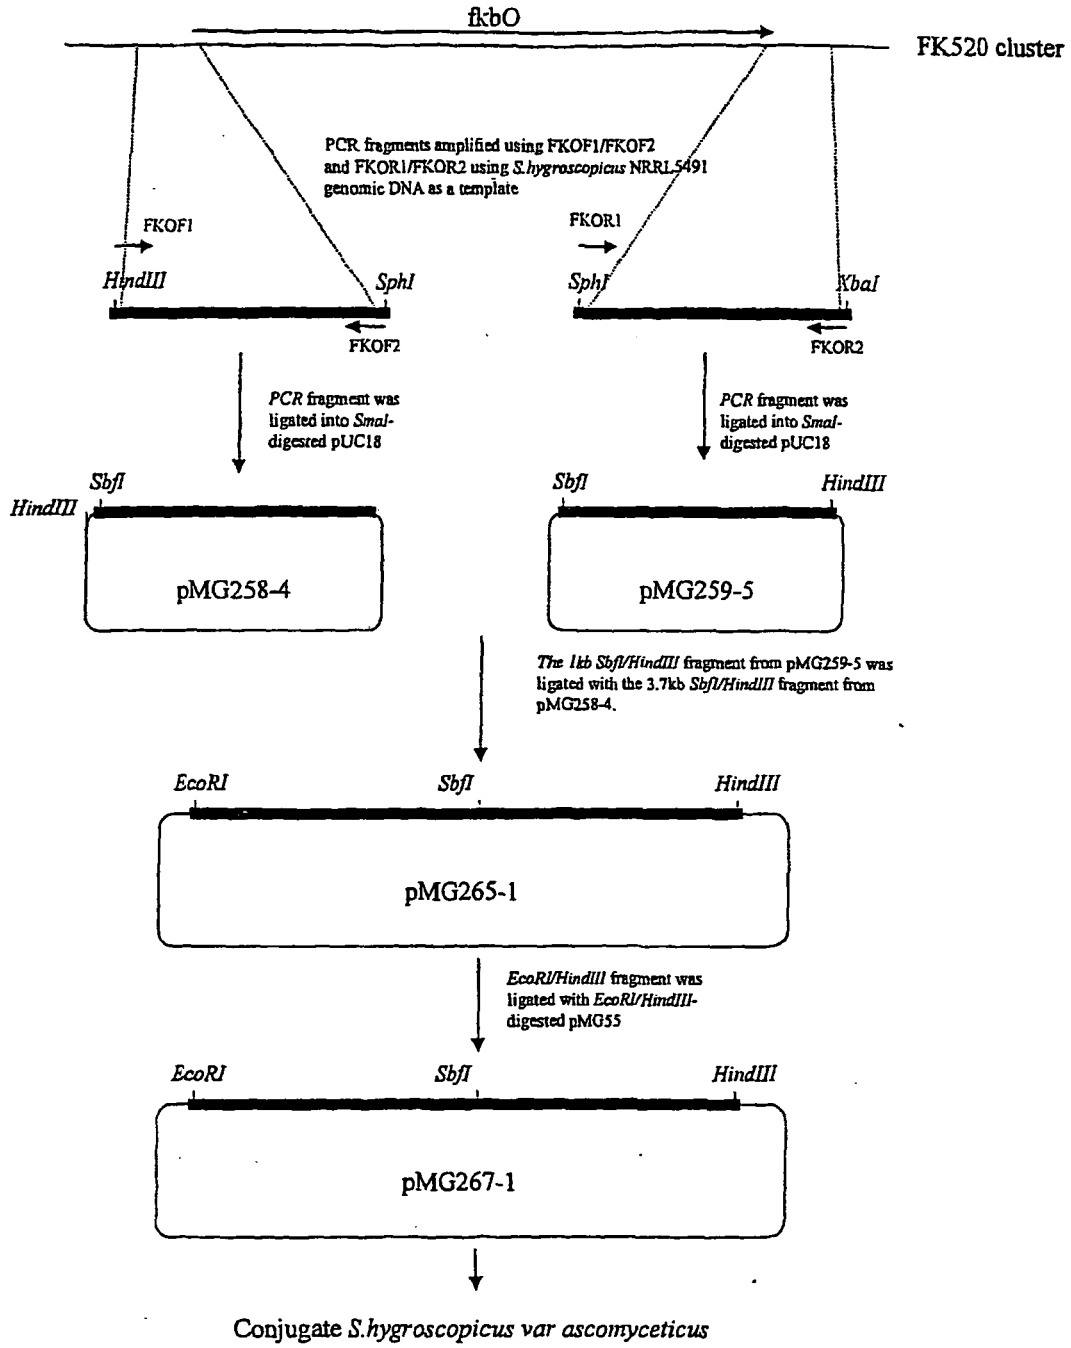 fkbO
FK520 cluster
PCR fragments amplified using FKOF1/FKOF2
and FKOR1/FKOR2 using S.hygroscopicus NRRL5491
genomic DNA as a template
FKOF1
FKOR1
HindIII
SphI
SphI
XbaI
FKOF2
FKOR2
PCR fragment was
ligated into SmaI-
digested pUC18
PCR fragment was
ligated into SmaI-
digested pUC18
SbfI
HindIII
SbfI
HindIII
pMG258-4
pMG259-5
The 1kb SbfI/HindIII fragment from pMG259-5 was
ligated with the 3.7kb SbfI/HindIII fragment from
pMG258-4.
EcoRI
SbfI
HindIII
pMG265-1
EcoRI/HindIII fragment was
ligated with EcoRI/HindIII-
digested pMG55
EcoRI
SbfI
HindIII
pMG267-1
Conjugate S.hygroscopicus var ascomyceticus